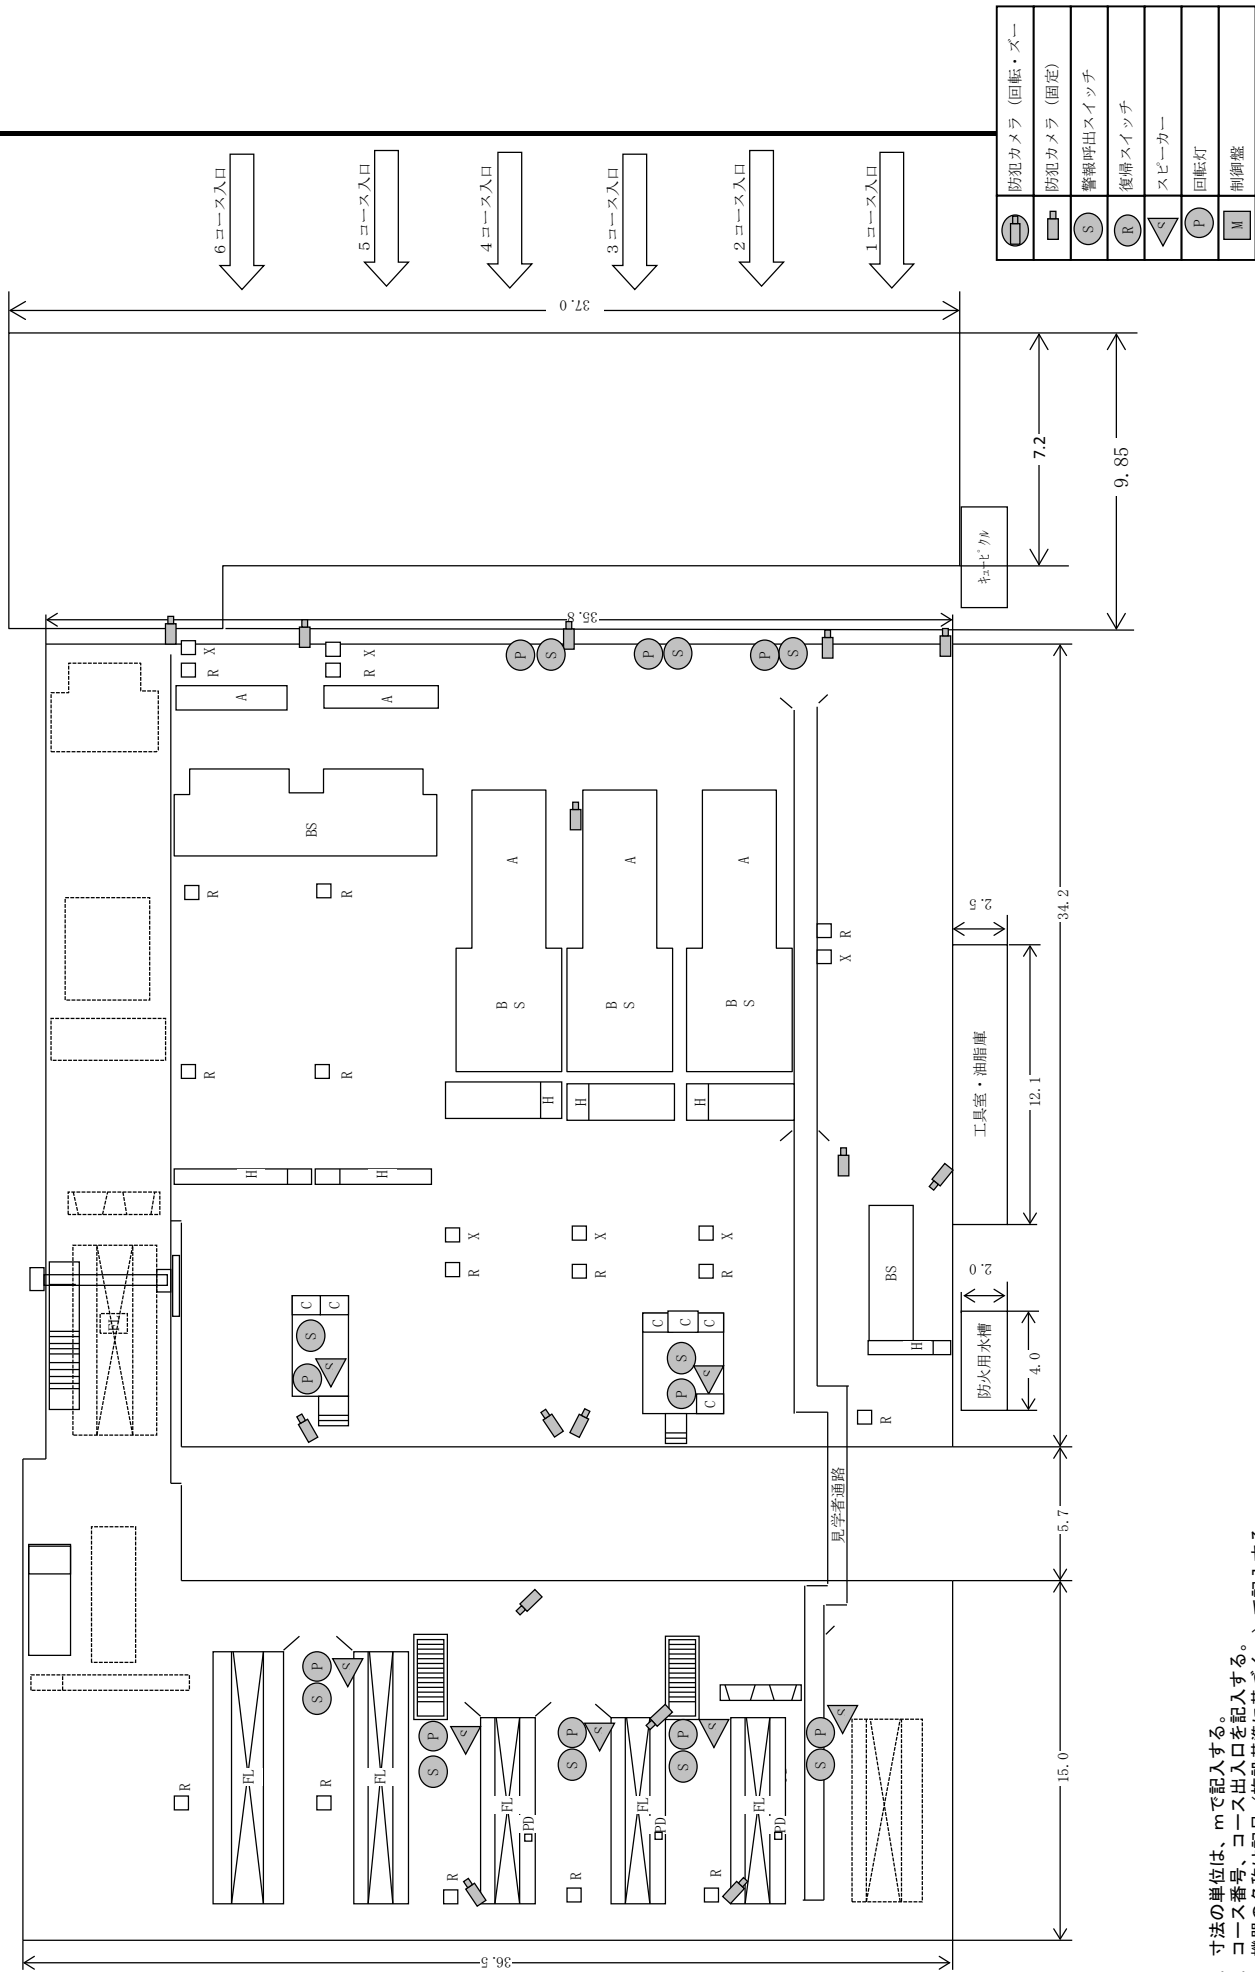 防犯カメラ（回転・ズー
防犯カメラ（固定）
S 警報呼出スイッチ
R 復帰スイッチ
S スピーカー
P 回転灯
M 制御盤
6コース入口
5コース入口
4コース入口
3コース入口
2コース入口
1コース入口
37.0
7.2
9.85
キュービクル
35.8
X
R
X
R
P
S
P
S
P
S
A
A
BS
A
A
A
R
R
R
X
BS
BS
BS
34.2
2.5
工具室・油脂庫
12.1
R
R
H
H
H
H
H
X
X
X
R
R
R
BS
H
2.0
防火用水槽
4.0
FL
C
C
S
P
S
C
C
C
S
P
S
C
R
見学者通路
5.7
P
S
S
P
S
S
P
S
S
P
S
S
P
S
S
R
R
FL
FL
FL
FL
FL
PD
PD
PD
R
R
R
15.0
36.5
寸法の単位は、mで記入する。
コース番号、コース出入口を記入する。